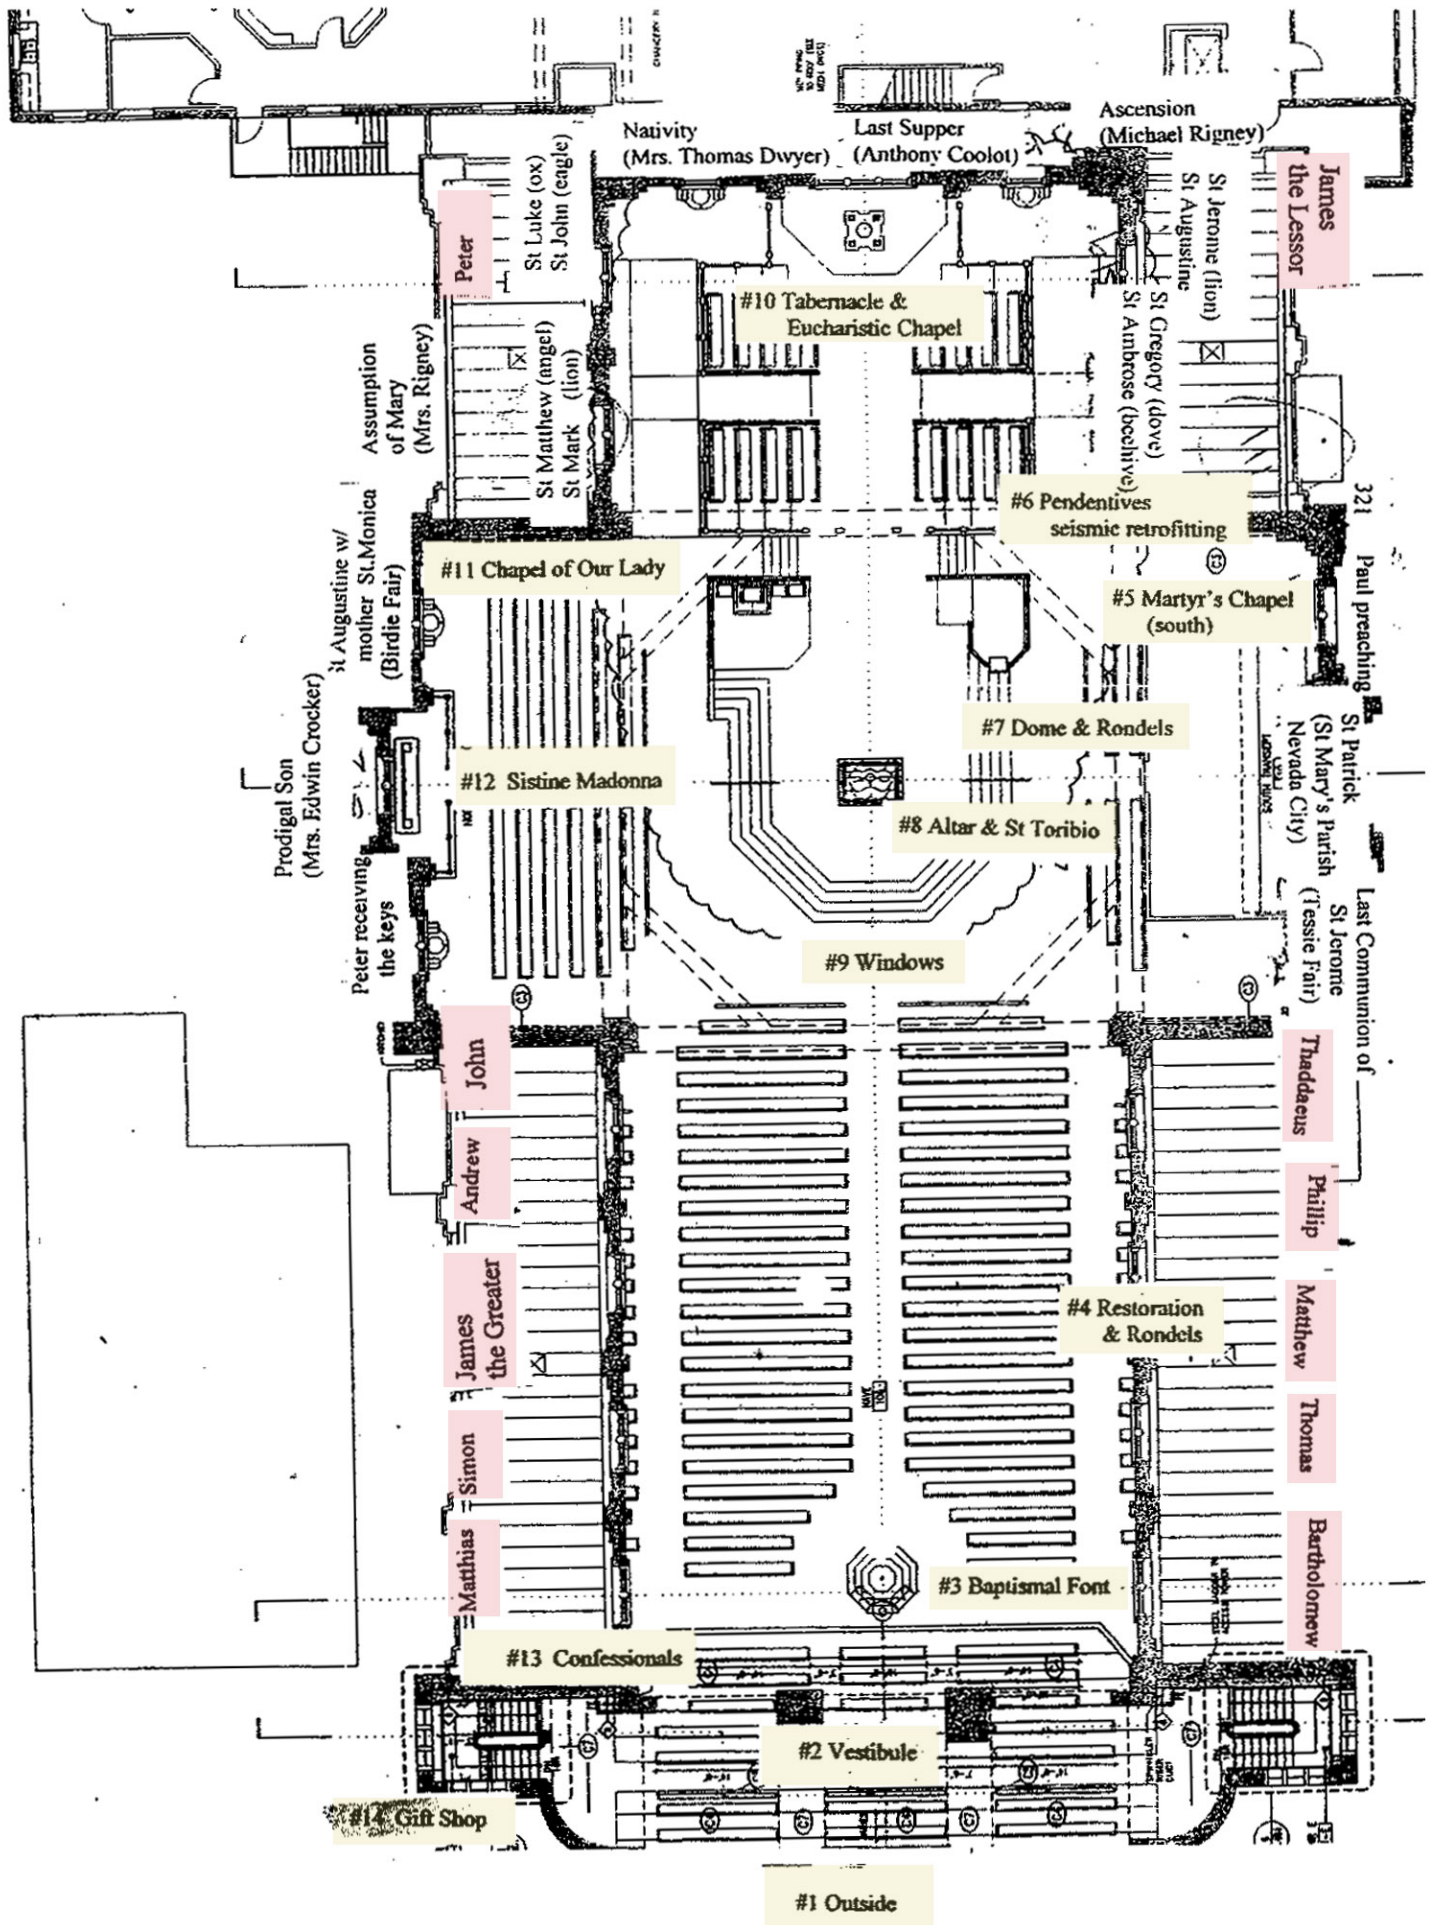 CHANCERY
Nativity
(Mrs. Thomas Dwyer)
Last Supper
(Anthony Coolot)
Ascension
(Michael Rigney)
Peter
St Luke (ox)
St John (eagle)
St Jerome (lion)
St Augustine
James
the Lessor
#10 Tabernacle &
Eucharistic Chapel
Assumption
of Mary
(Mrs. Rigney)
St Matthew (angel)
St Mark (lion)
St Gregory (dove)
St Ambrose (beehive)
#6 Pendentives
seismic retrofitting
321
#11 Chapel of Our Lady
#5 Martyr's Chapel
(south)
St Augustine w/
mother St.Monica
(Birdie Fair)
Paul preaching
#7 Dome & Rondels
Prodigal Son
(Mrs. Edwin Crocker)
#12 Sistine Madonna
St Patrick
(St Mary's Parish
Nevada City)
#8 Altar & St Toribio
Peter receiving
the keys
Last Communion of
St Jerome
(Tessie Fair)
#9 Windows
John
Thaddaeus
Andrew
Phillip
James
the Greater
#4 Restoration
& Rondels
Matthew
NAVE
101
Simon
Thomas
Matthias
#3 Baptismal Font
Bartholomew
#13 Confessionals
#2 Vestibule
#14 Gift Shop
#1 Outside